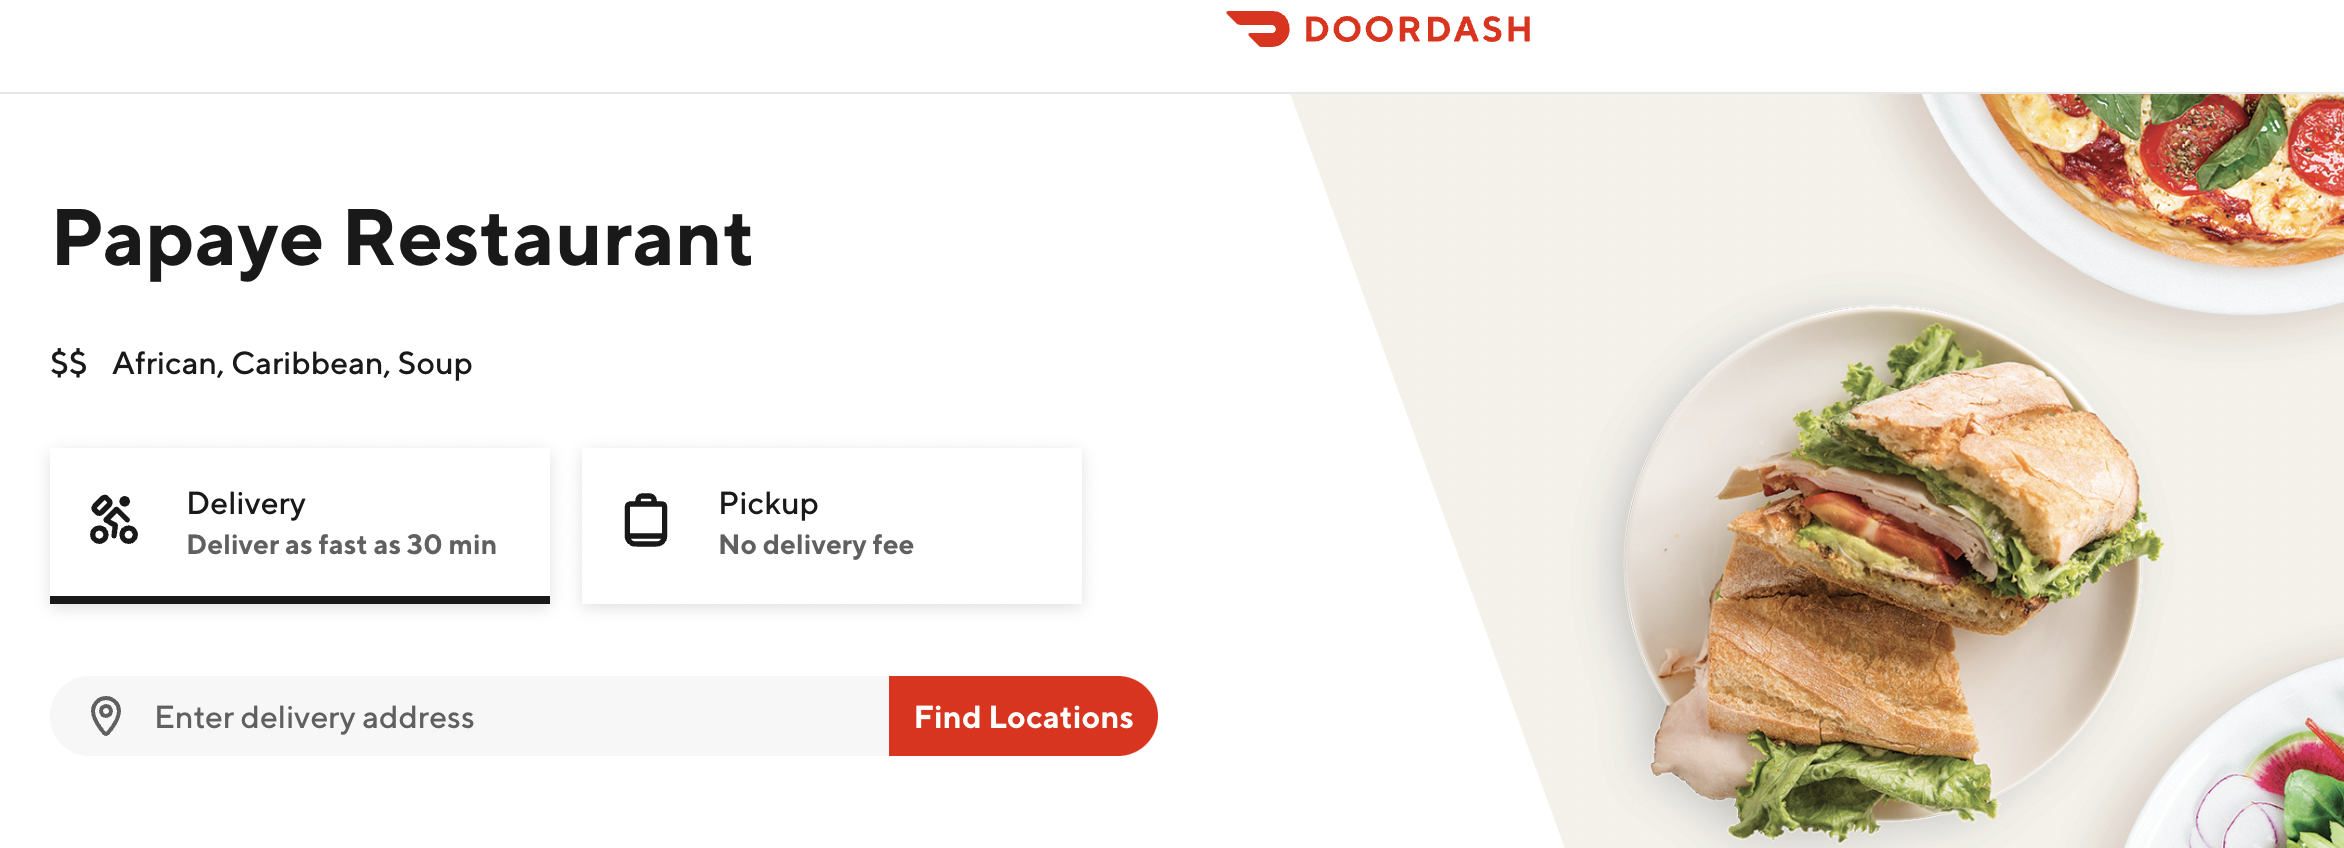 DOORDASH
Papaye Restaurant
$$ African, Caribbean, Soup
Delivery
Deliver as fast as 30 min
Pickup
No delivery fee
Enter delivery address
Find Locations